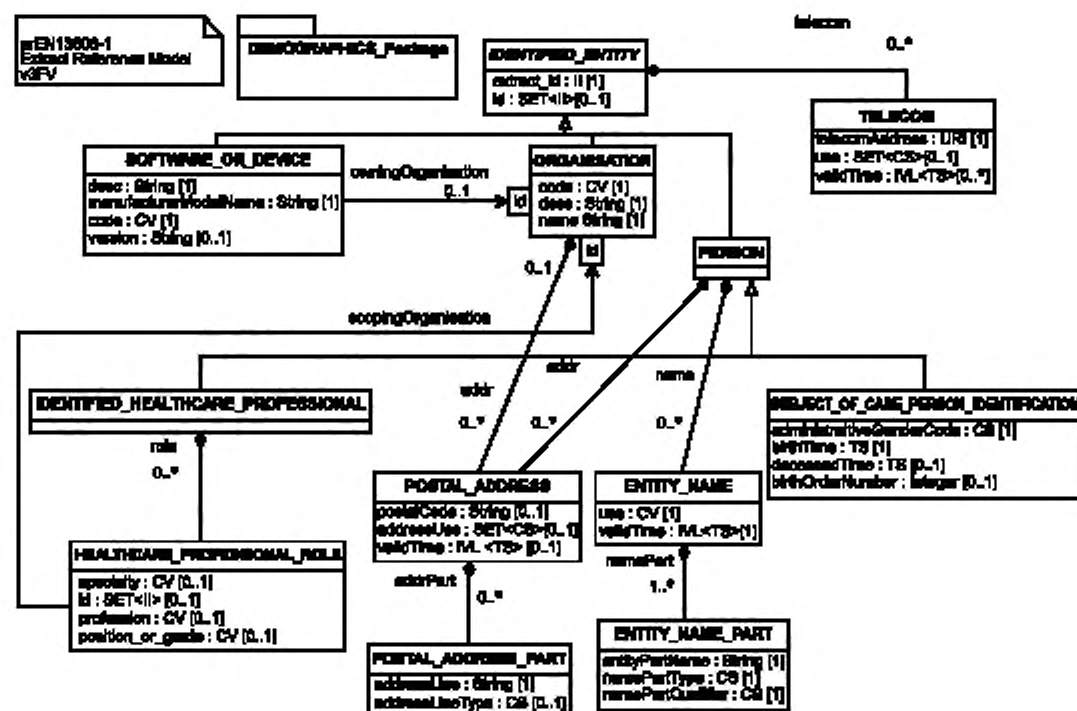 prEN13606-1
Extract Reference Model
v3FV
DEMOGRAPHICS_Package
telecom
0..*
IDENTIFIED_ENTITY
extract_id : II [1]
id : SET<II>[0..1]
TELECOM
telecomAddress : URI [1]
use : SET<CS>[0..1]
validTime : IVL<TS>[0..*]
SOFTWARE_OR_DEVICE
desc : String [1]
manufacturerModelName : String [1]
code : CV [1]
version : String [0..1]
owningOrganisation
0..1
id
ORGANISATION
code : CV [1]
desc : String [1]
name String [1]
id
PERSON
0..1
scopingOrganisation
addr
addr
name
0..*
0..*
0..*
IDENTIFIED_HEALTHCARE_PROFESSIONAL
role
0..*
SUBJECT_OF_CARE_PERSON_IDENTIFICATION
administrativeGenderCode : CS [1]
birthTime : TS [1]
deceasedTime : TS [0..1]
birthOrderNumber : Integer [0..1]
POSTAL_ADDRESS
postalCode : String [0..1]
addressUse : SET<CS>[0..1]
validTime : IVL <TS> [0..1]
ENTITY_NAME
use : CV [1]
validTime : IVL<TS>[1]
HEALTHCARE_PROFESSIONAL_ROLE
specialty : CV [0..1]
id : SET<II> [0..1]
profession : CV [0..1]
position_or_grade : CV [0..1]
addrPart
0..*
namePart
1..*
POSTAL_ADDRESS_PART
addressLine : String [1]
addressLineType : CS [0..1]
ENTITY_NAME_PART
entityPartName : String [1]
namePartType : CS [1]
namePartQualifier : CS [1]